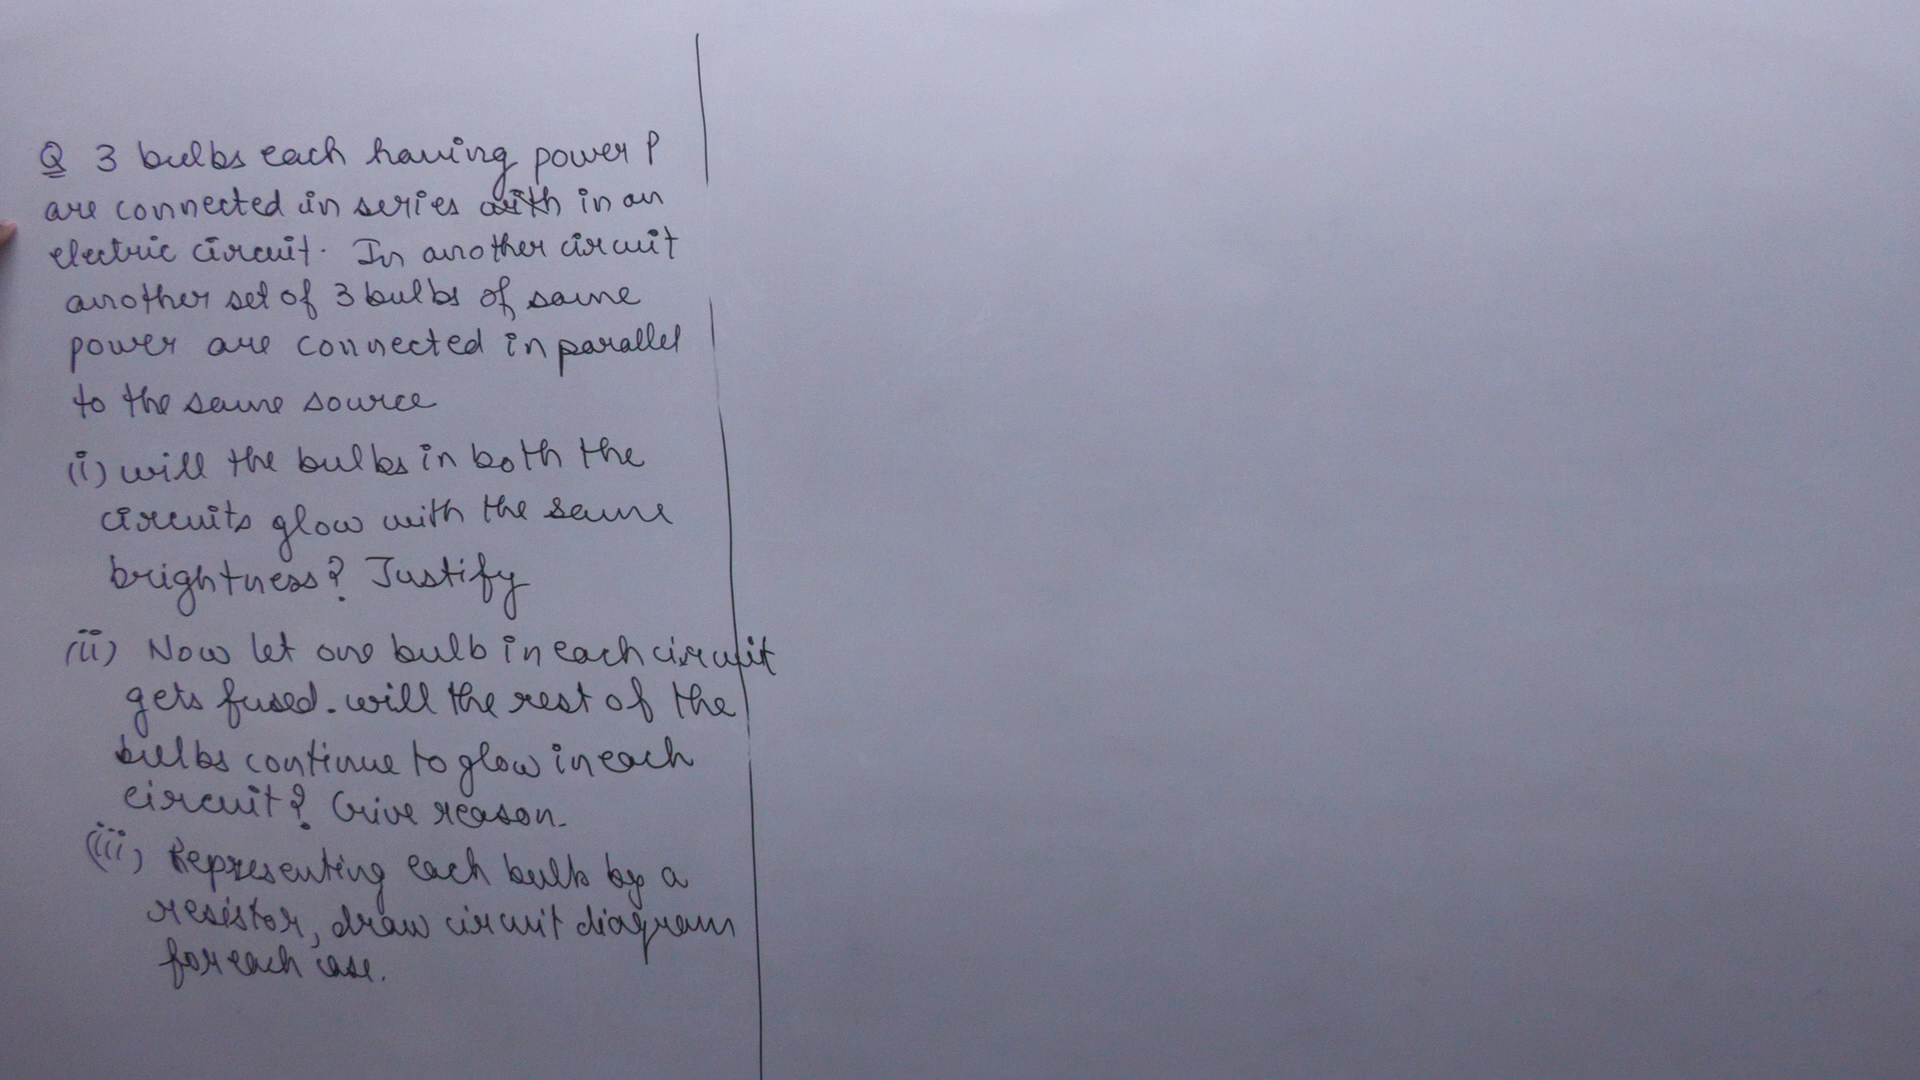 Q 3 bulbs each having power P
are connected in series with in an
electric circuit. In another circuit
another set of 3 bulbs of same
power are connected in parallel
to the same source
(i) will the bulbs in both the
circuits glow with the same
brightness? Justify
(ii) Now let one bulb in each circuit
gets fused. will the rest of the
bulbs continue to glow in each
circuit? Give reason.
(iii) Representing each bulb by a
resistor, draw circuit diagram
for each case.